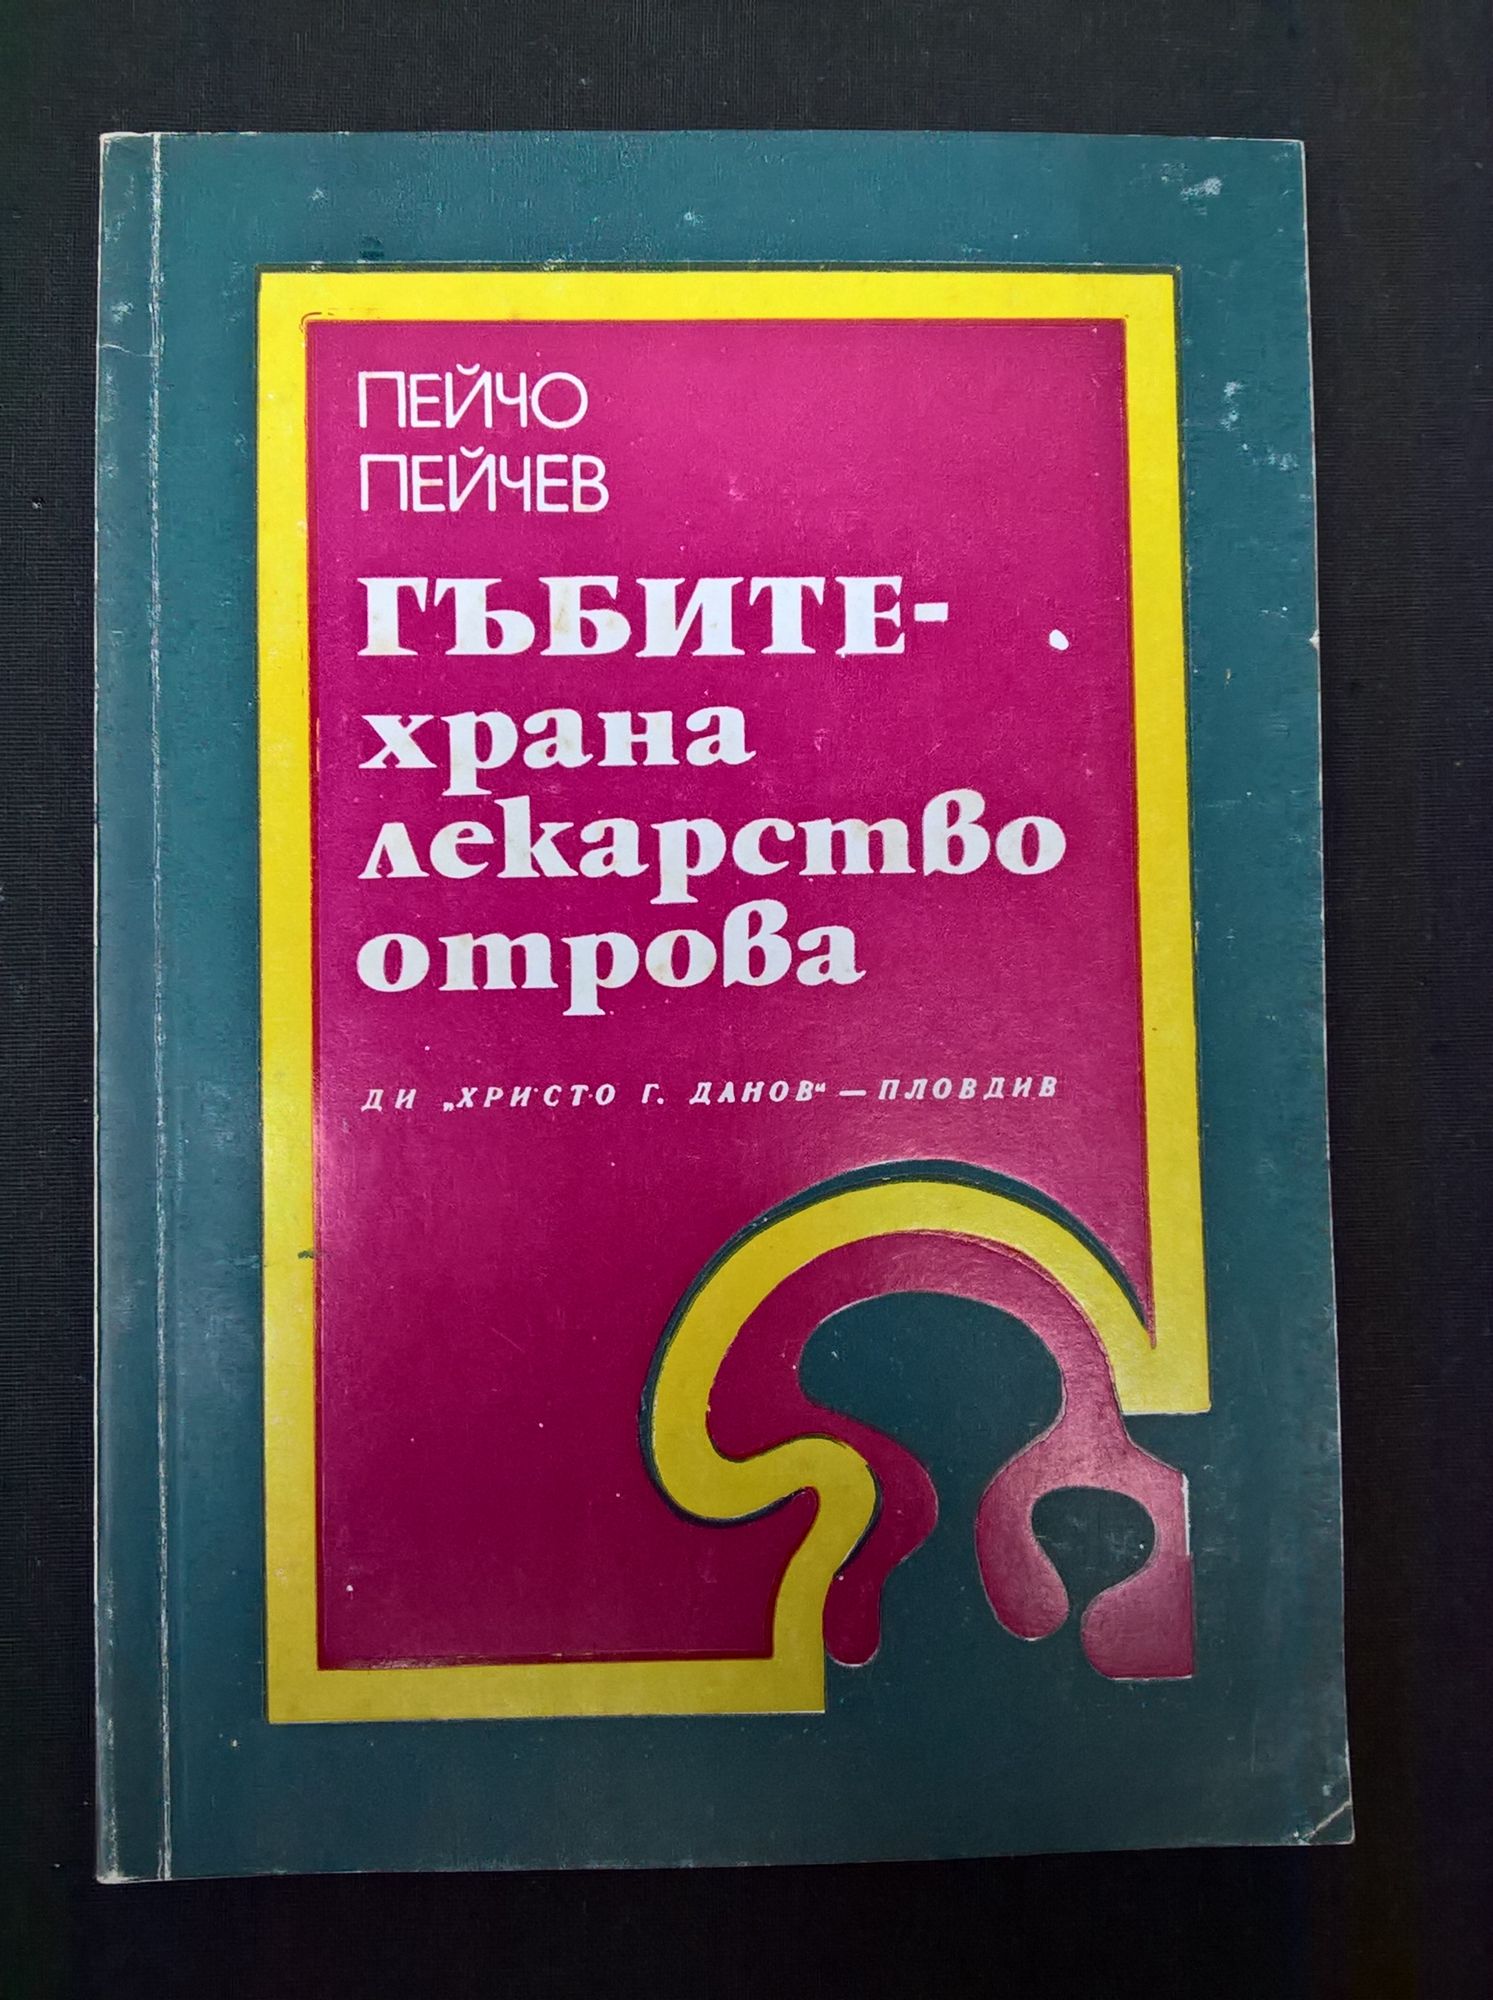 ПЕЙЧО
ПЕЙЧЕВ
ГЪБИТЕ-
храна
лекарство
отрова
ДИ „ХРИСТО Г. ДАНОВ“ — ПЛОВДИВ